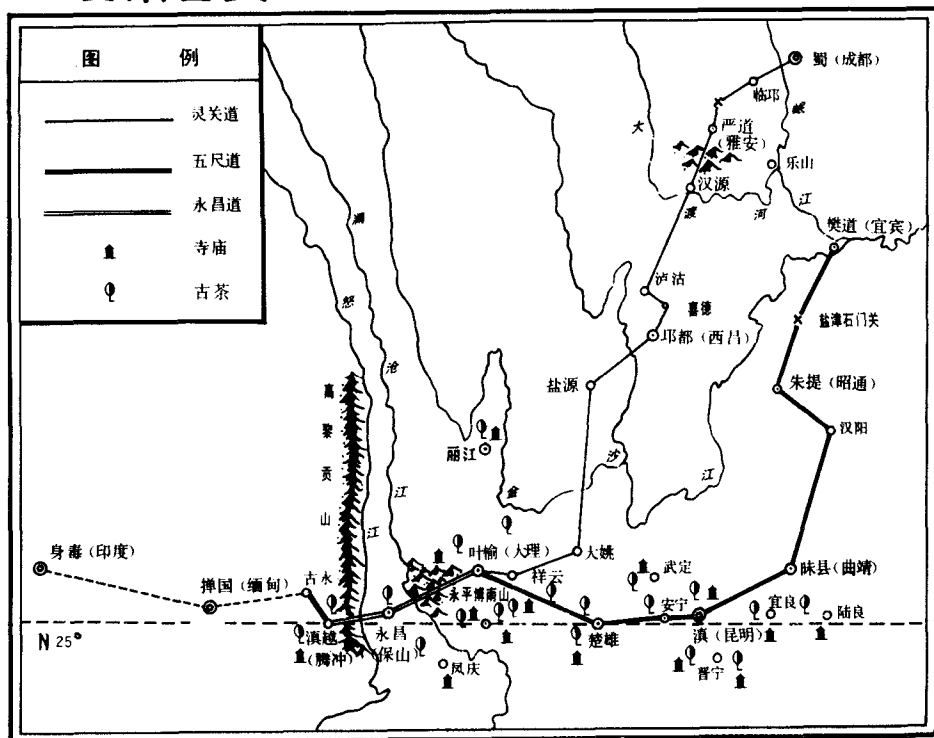 图 例
灵关道
五尺道
永昌道
寺庙
古茶
蜀（成都）
临邛
严道
（雅安）
大
渡
河
岷
江
乐山
汉源
樊道（宜宾）
泸沽
喜德
盐津石门关
邛都（西昌）
盐源
朱提（昭通）
汉阳
澜
沧
江
怒
江
高
黎
贡
山
丽江
金
沙
江
身毒（印度）
掸国（缅甸）
古永
叶榆（大理）
祥云
大姚
武定
昧县（曲靖）
永平博南山
安宁
宜良
陆良
N 25°
滇越
（腾冲）
永昌
（保山）
凤庆
楚雄
滇（昆明）
晋宁